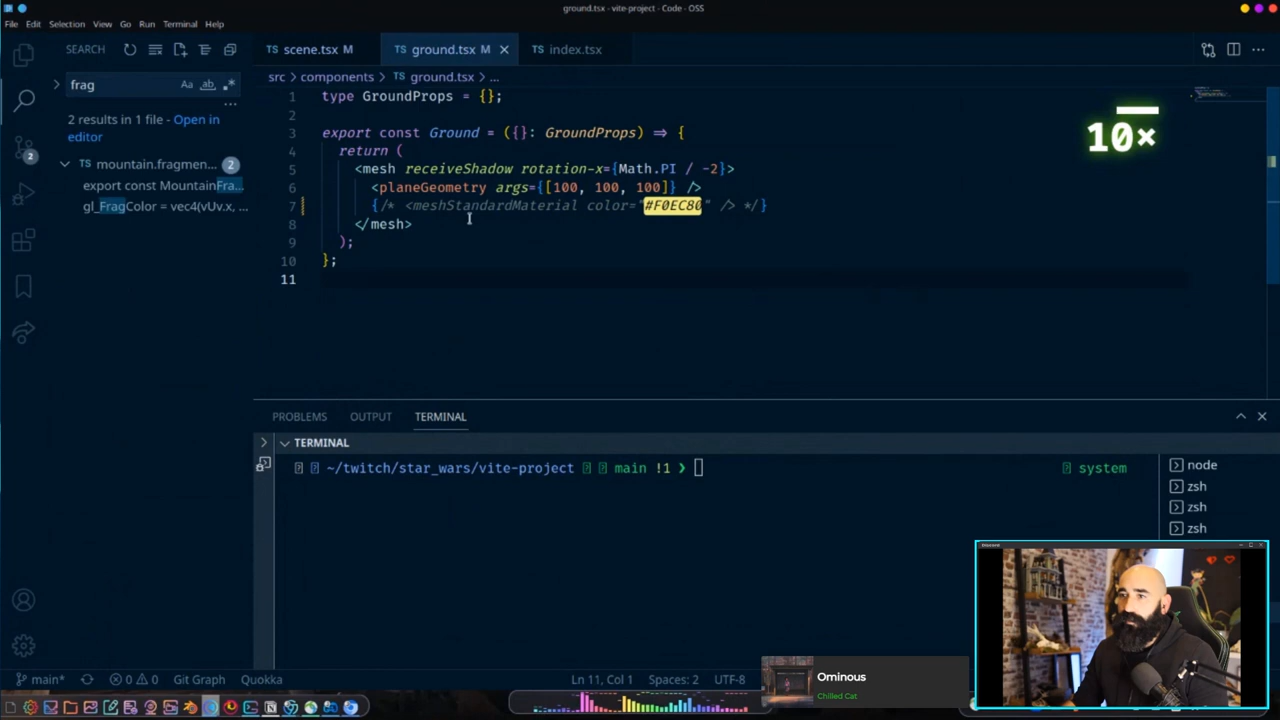 ground.tsx - vite-project - Code - OSS
File Edit Selection View Go Run Terminal Help
SEARCH
frag
Aa ab
2 results in 1 file - Open in
editor
mountain.fragmen... 2
export const MountainFra...
gl_FragColor = vec4(vUv.x, ...
scene.tsx M
ground.tsx M
index.tsx
src > components > ground.tsx > ...
1 type GroundProps = {};
2
3 export const Ground = ({}: GroundProps) => {
4 return (
5 <mesh receiveShadow rotation-x={Math.PI / -2}>
6 <planeGeometry args={[100, 100, 100]} />
7 {/* <meshStandardMaterial color="#F0EC80" /> */}
8 </mesh>
9 );
10 };
11
10×
PROBLEMS OUTPUT TERMINAL
TERMINAL
~/twitch/star_wars/vite-project main !1 ❯ system
node
zsh
zsh
zsh
2
Ominous
Chilled Cat
main* 0 0 Git Graph Quokka Ln 11, Col 1 Spaces: 2 UTF-8